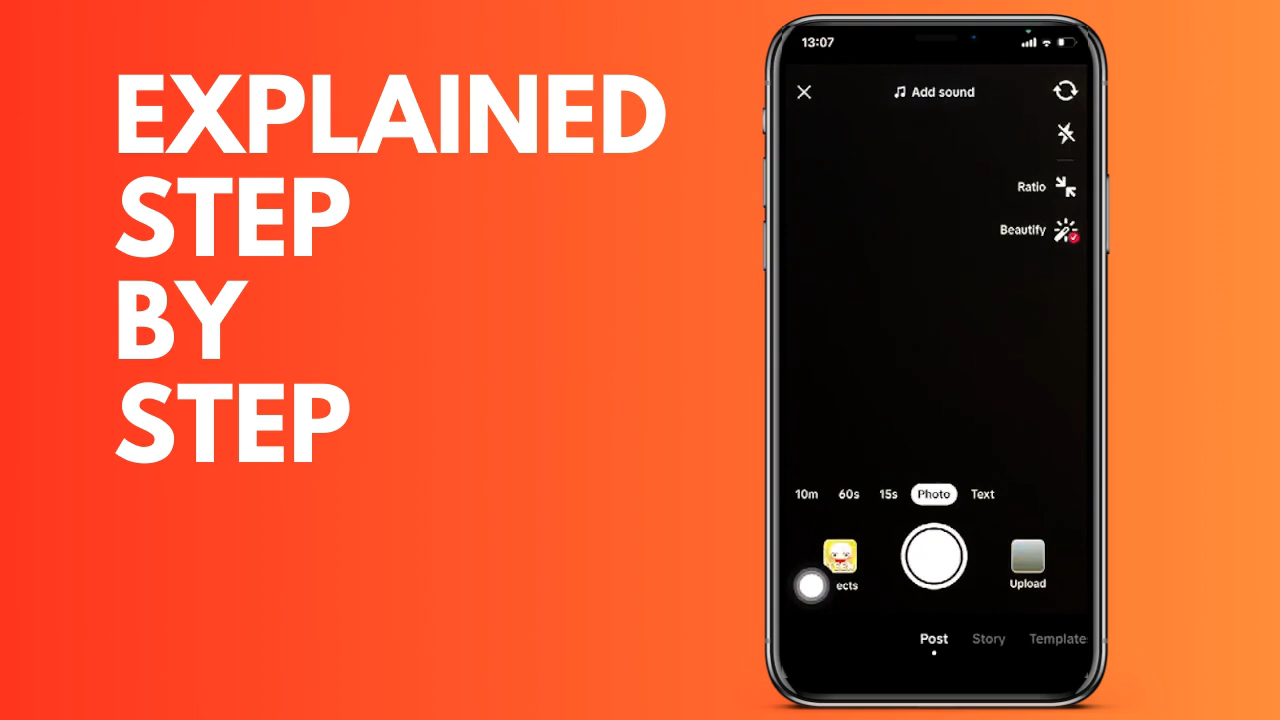 EXPLAINED
STEP
BY
STEP
13:07
Add sound
Ratio
Beautify
10m 60s 15s Photo Text
ects
Upload
Post Story Template